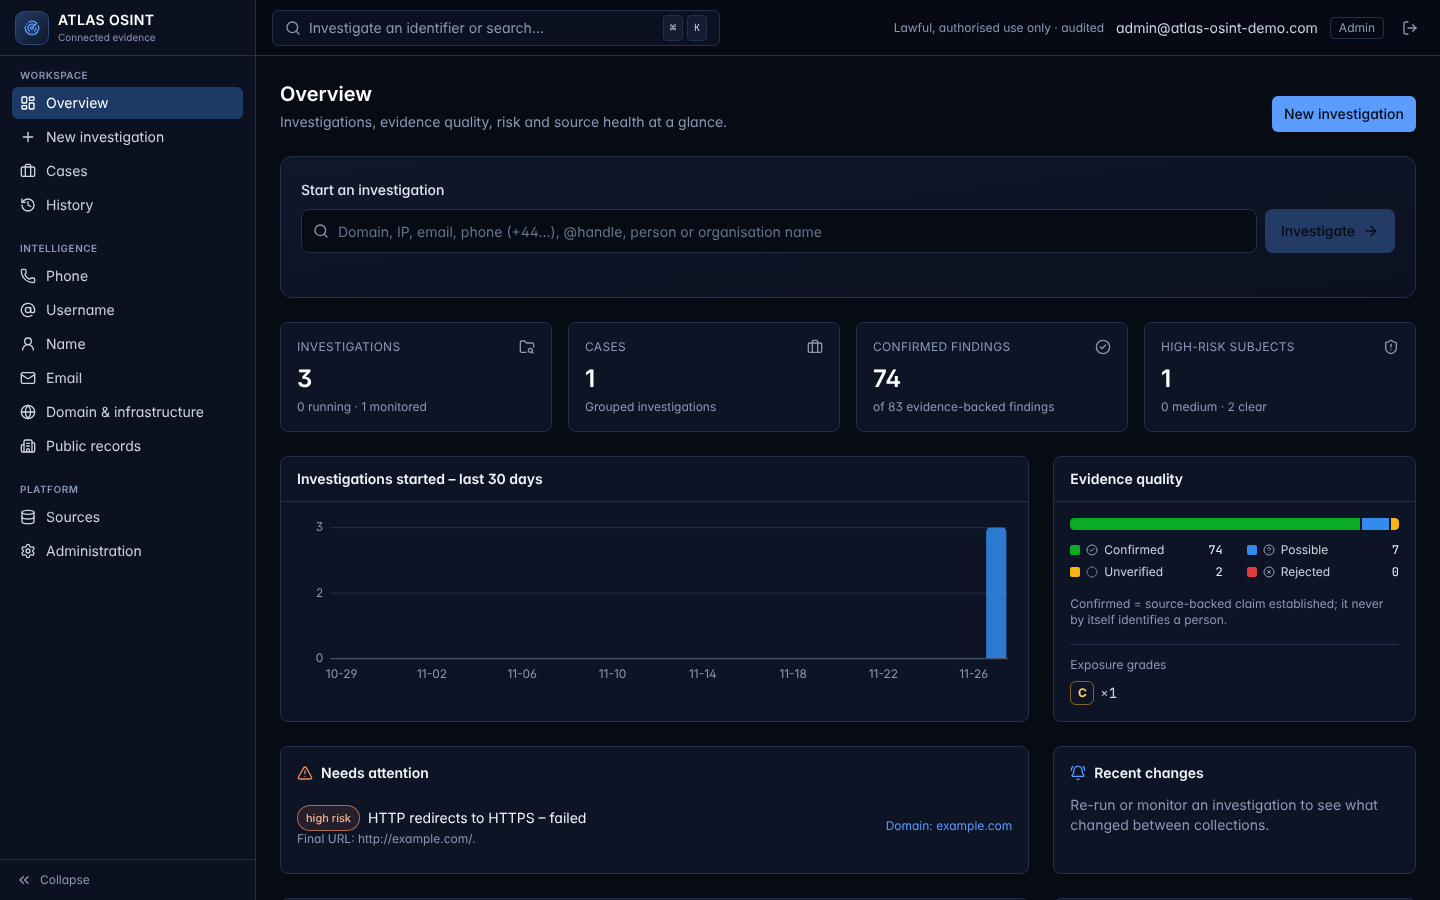 ATLAS OSINT
Connected evidence
Investigate an identifier or search...
⌘ K
Lawful, authorised use only · audited
admin@atlas-osint-demo.com
Admin
WORKSPACE
Overview
New investigation
Cases
History
INTELLIGENCE
Phone
Username
Name
Email
Domain & infrastructure
Public records
PLATFORM
Sources
Administration
Collapse
Overview
Investigations, evidence quality, risk and source health at a glance.
New investigation
Start an investigation
Domain, IP, email, phone (+44...), @handle, person or organisation name
Investigate
INVESTIGATIONS
3
0 running · 1 monitored
CASES
1
Grouped investigations
CONFIRMED FINDINGS
74
of 83 evidence-backed findings
HIGH-RISK SUBJECTS
1
0 medium · 2 clear
Investigations started – last 30 days
3
2
0
10-29 11-02 11-06 11-10 11-14 11-18 11-22 11-26
Evidence quality
Confirmed 74
Possible 7
Unverified 2
Rejected 0
Confirmed = source-backed claim established; it never
by itself identifies a person.
Exposure grades
C ×1
Needs attention
high risk HTTP redirects to HTTPS – failed
Final URL: http://example.com/.
Domain: example.com
Recent changes
Re-run or monitor an investigation to see what
changed between collections.